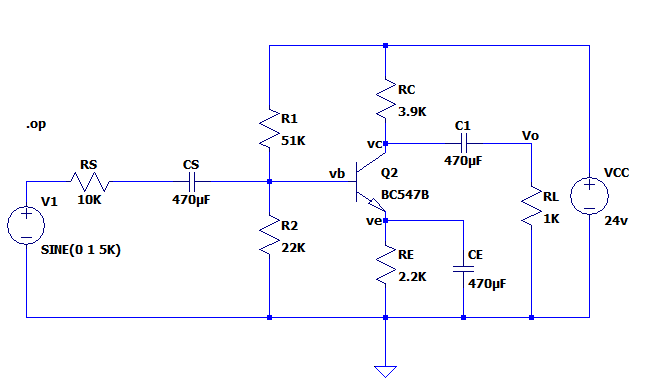 .op
V1
SINE(0 1 5K)
RS
10K
CS
470µF
R1
51K
R2
22K
vb
RC
3.9K
vc
Q2
BC547B
ve
RE
2.2K
CE
470µF
C1
470µF
Vo
RL
1K
VCC
24v